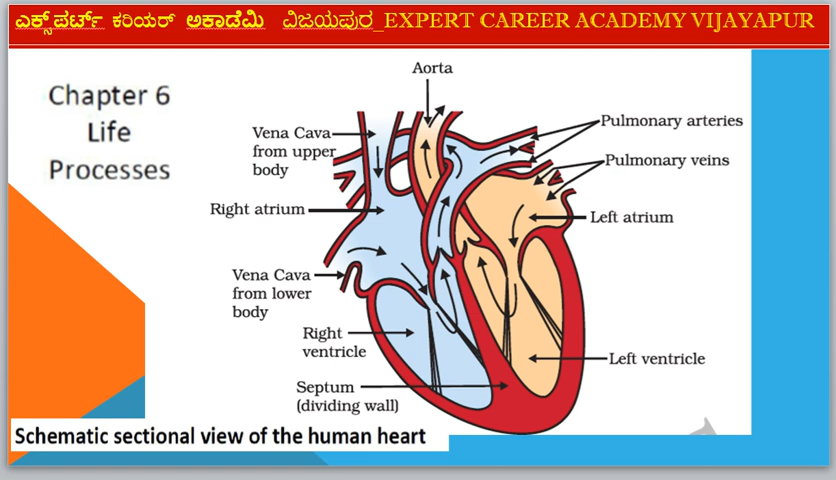 ಎಕ್ಸ್‌ಪರ್ಟ್ ಕರಿಯರ್ ಅಕಾಡೆಮಿ ವಿಜಯಪುರ_EXPERT CAREER ACADEMY VIJAYAPUR
Chapter 6
Life
Processes
Aorta
Vena Cava
from upper
body
Pulmonary arteries
Pulmonary veins
Right atrium
Left atrium
Vena Cava
from lower
body
Right
ventricle
Left ventricle
Septum
(dividing wall)
Schematic sectional view of the human heart